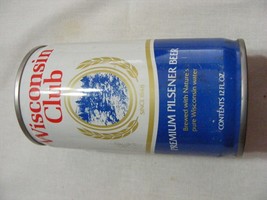 Wisconsin
Club
PREMIUM PILSENER BEER
Brewed with Nature's
pure Wisconsin water
CONTENTS 12 FL. OZ.